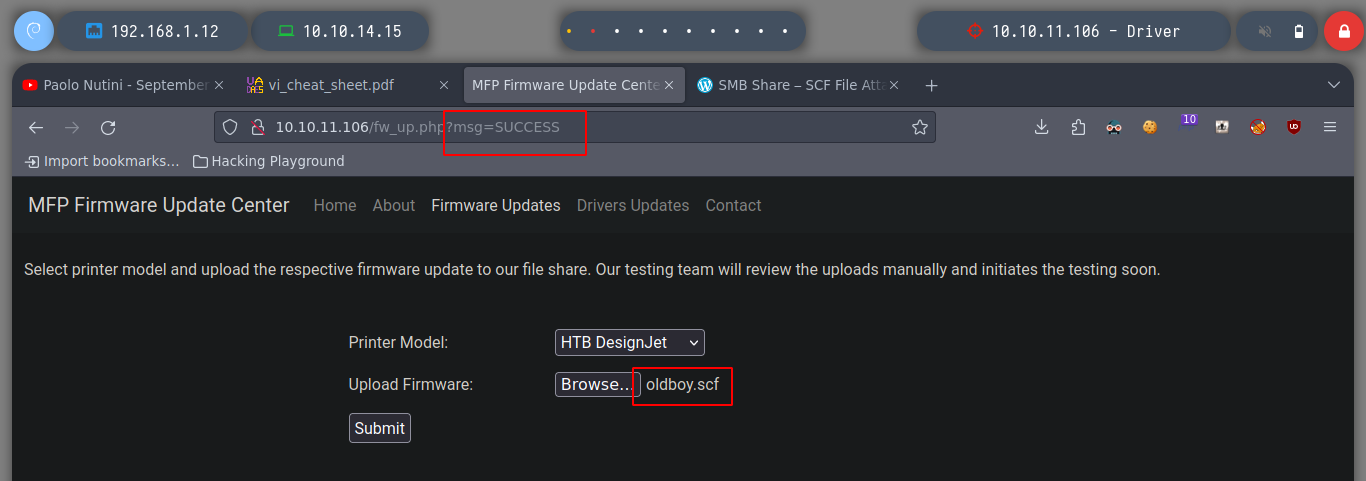 192.168.1.12 10.10.14.15 10.10.11.106 - Driver
Paolo Nutini - September vi_cheat_sheet.pdf MFP Firmware Update Cente SMB Share – SCF File Atta
10.10.11.106/fw_up.php?msg=SUCCESS 10
Import bookmarks... Hacking Playground
MFP Firmware Update Center Home About Firmware Updates Drivers Updates Contact
Select printer model and upload the respective firmware update to our file share. Our testing team will review the uploads manually and initiates the testing soon.
Printer Model: HTB DesignJet
Upload Firmware: Browse... oldboy.scf
Submit